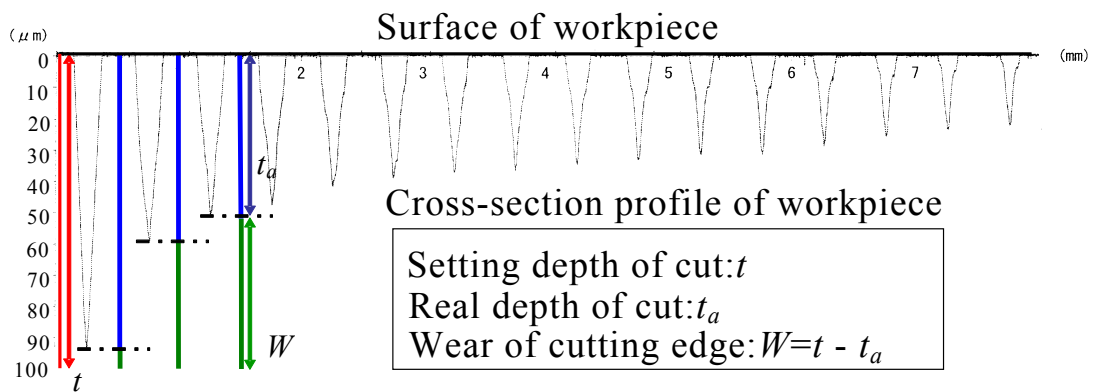 Surface of workpiece
(μm)
(mm)
0
2
3
4
5
6
7
10
20
30
40
50
60
70
80
90
100
t_a
W
t
Cross-section profile of workpiece
Setting depth of cut:t
Real depth of cut:t_a
Wear of cutting edge:W=t - t_a